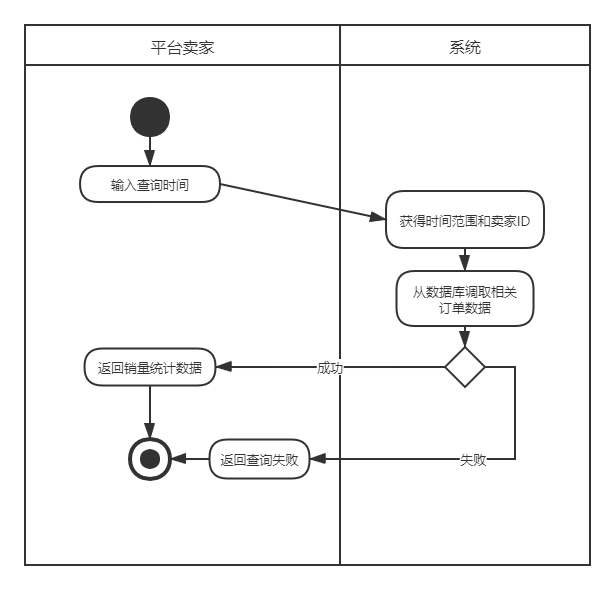 平台卖家
系统
输入查询时间
获得时间范围和卖家ID
从数据库调取相关
订单数据
返回销量统计数据
成功
返回查询失败
失败